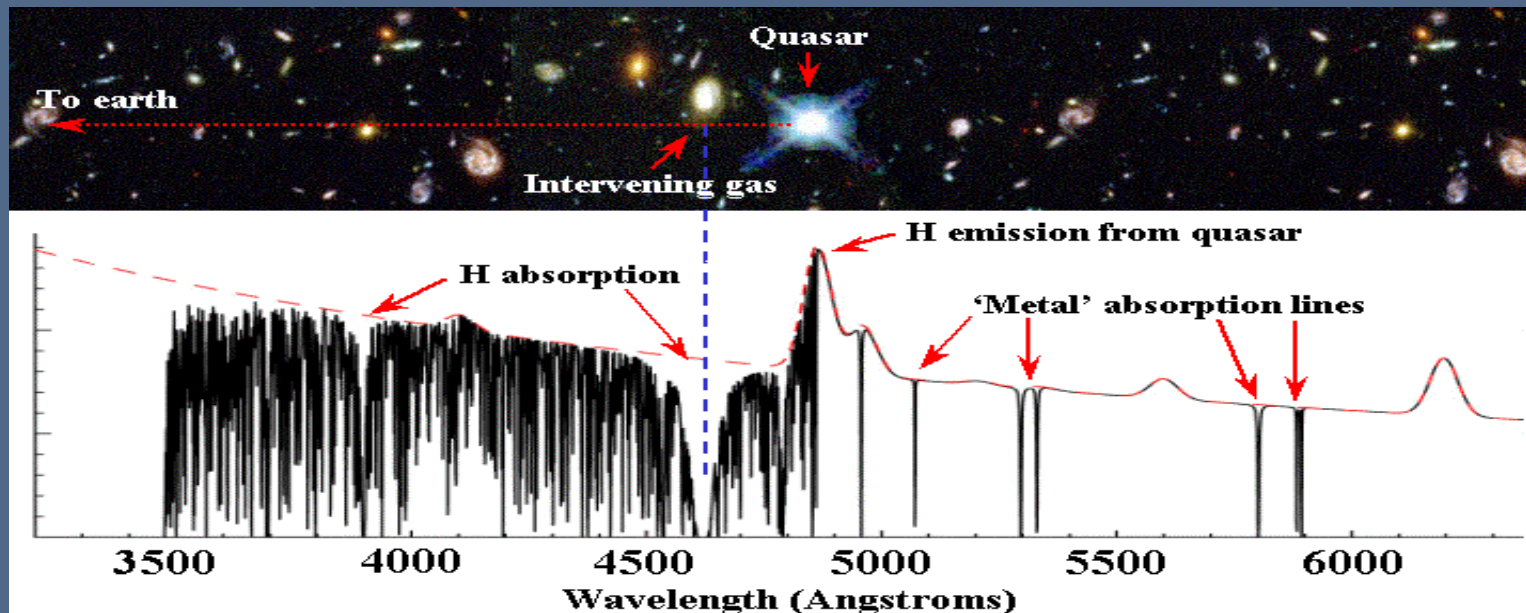 Quasar
To earth
Intervening gas
H emission from quasar
H absorption
‘Metal’ absorption lines
3500 4000 4500 5000 5500 6000
Wavelength (Angstroms)